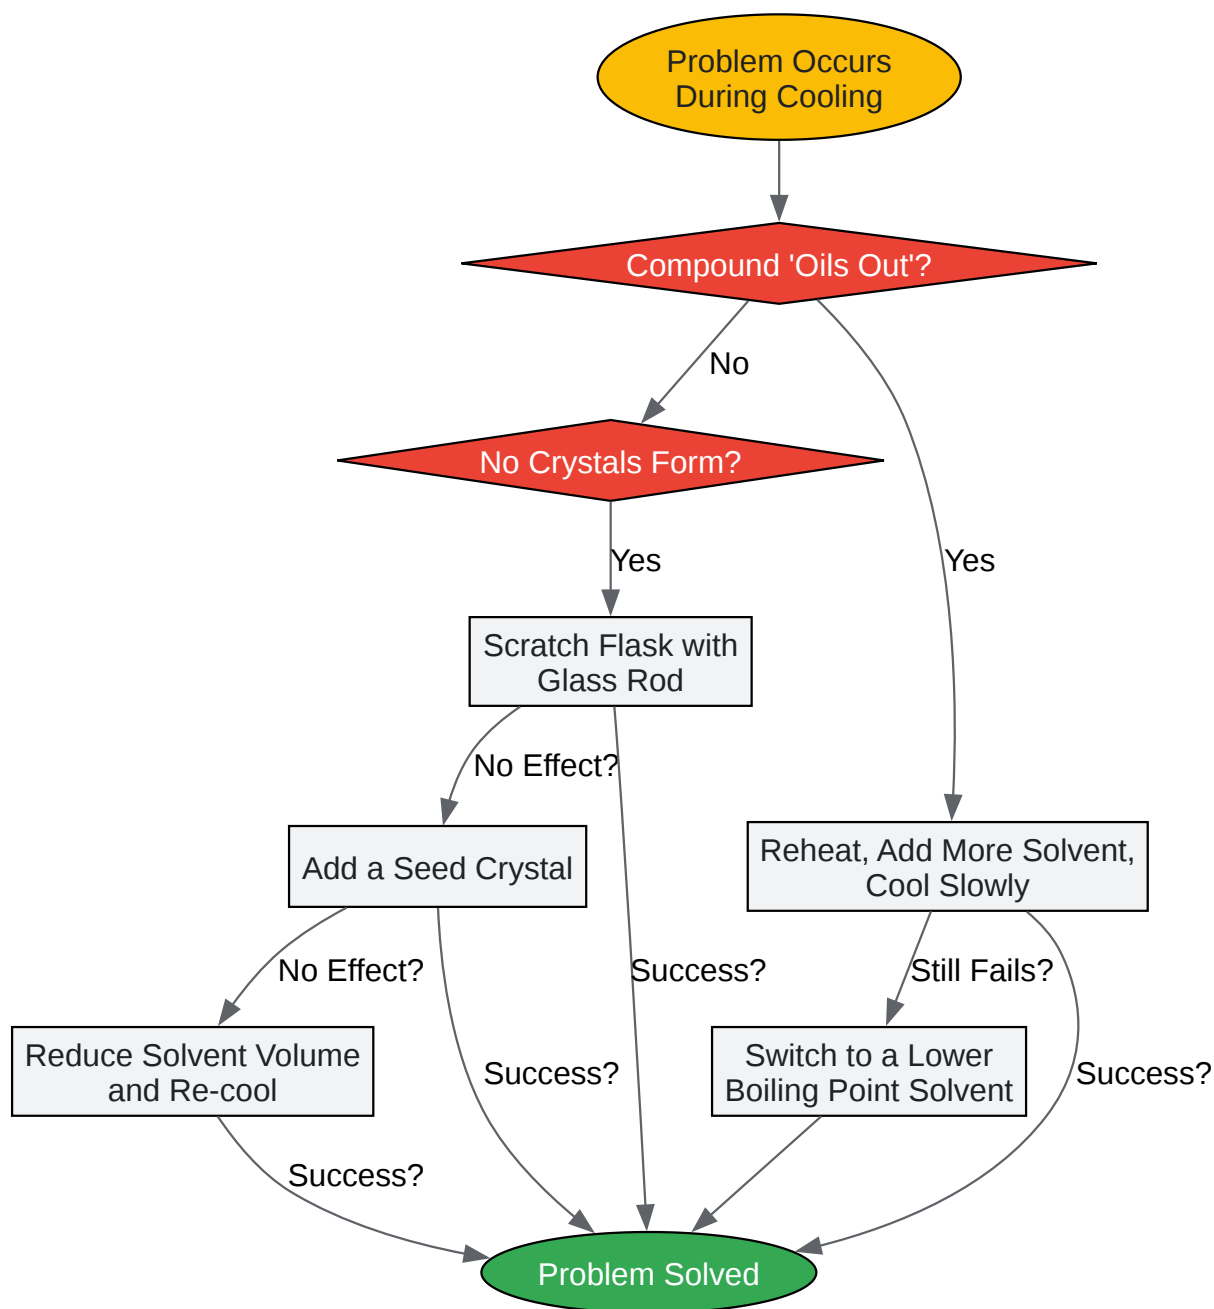 Problem Occurs
During Cooling
Compound 'Oils Out'?
No
No Crystals Form?
Yes
Yes
Scratch Flask with
Glass Rod
No Effect?
Add a Seed Crystal
Reheat, Add More Solvent,
Cool Slowly
No Effect?
Success?
Still Fails?
Reduce Solvent Volume
and Re-cool
Success?
Switch to a Lower
Boiling Point Solvent
Success?
Success?
Problem Solved